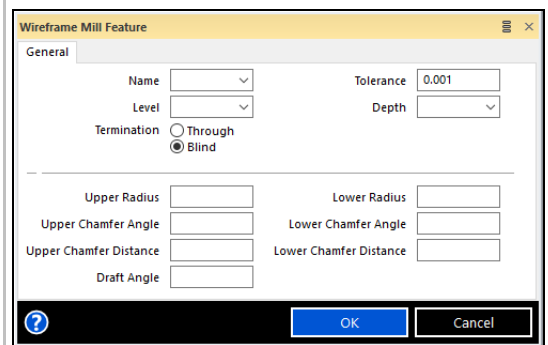 Wireframe Mill Feature
General
Name
Tolerance 0.001
Level
Depth
Termination Through
Blind
Upper Radius
Lower Radius
Upper Chamfer Angle
Lower Chamfer Angle
Upper Chamfer Distance
Lower Chamfer Distance
Draft Angle
?
OK
Cancel